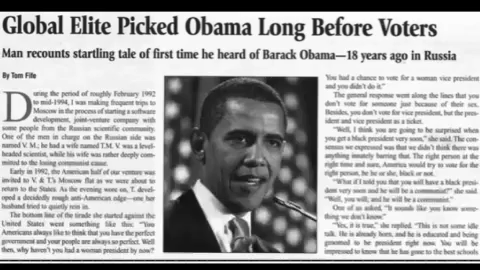 Global Elite Picked Obama Long Before Voters
Man recounts startling tale of first time he heard of Barack Obama—18 years ago in Russia
By Tom Fife
During the period of roughly February 1992
to mid-1994, I was making frequent trips to
Moscow in the process of starting a software
development, joint-venture company with
some people from the Russian scientific community.
One of the men in charge on the Russian side was
named V. M.; he had a wife named T.M. V. was a level-
headed scientist, while his wife was rather deeply commit-
ted to the losing communist cause.
Early in 1992, the American half of our venture was
invited to V. & T.'s Moscow flat as we were about to
return to the States. As the evening wore on, T. devel-
oped a decidedly rough anti-American edge—one her
husband tried to quietly rein in.
The bottom line of the tirade she started against the
United States went something like this: "You
Americans always like to think that you have the perfect
government and your people are always so perfect. Well
then, why haven't you had a woman president by now?
You had a chance to vote for a woman vice president
and you didn't do it."
The general response went along the lines that you
don't vote for someone just because of their sex.
Besides, you don't vote for vice president, but the pres-
ident and vice president as a ticket.
"Well, I think you are going to be surprised when
you get a black president very soon," she said. The con-
sensus we expressed was that we didn't think there was
anything innately barring that. The right person at the
right time and sure, America would try to vote for the
right person, be he or she, black or not.
"What if I told you that you will have a black presi-
dent very soon and he will be a communist?" she said.
"Well, you will; and he will be a communist."
One of us asked, "It sounds like you know some-
thing we don't know."
"Yes, it is true," she replied. "This is not some idle
talk. He is already born, and he is educated and being
groomed to be president right now. You will be
impressed to know that he has gone to the best schools